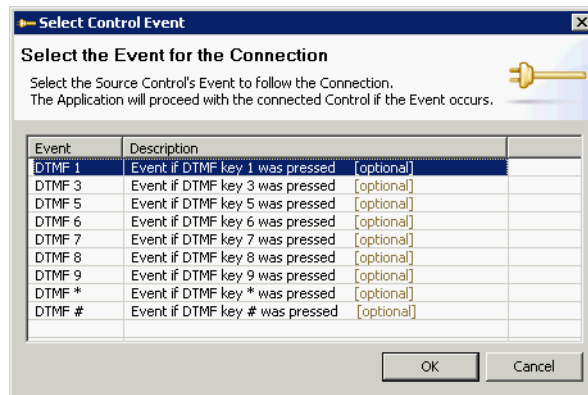 Select Control Event
Select the Event for the Connection
Select the Source Control's Event to follow the Connection.
The Application will proceed with the connected Control if the Event occurs.
Event Description
DTMF 1 Event if DTMF key 1 was pressed [optional]
DTMF 3 Event if DTMF key 3 was pressed [optional]
DTMF 5 Event if DTMF key 5 was pressed [optional]
DTMF 6 Event if DTMF key 6 was pressed [optional]
DTMF 7 Event if DTMF key 7 was pressed [optional]
DTMF 8 Event if DTMF key 8 was pressed [optional]
DTMF 9 Event if DTMF key 9 was pressed [optional]
DTMF * Event if DTMF key * was pressed [optional]
DTMF # Event if DTMF key # was pressed [optional]
OK Cancel